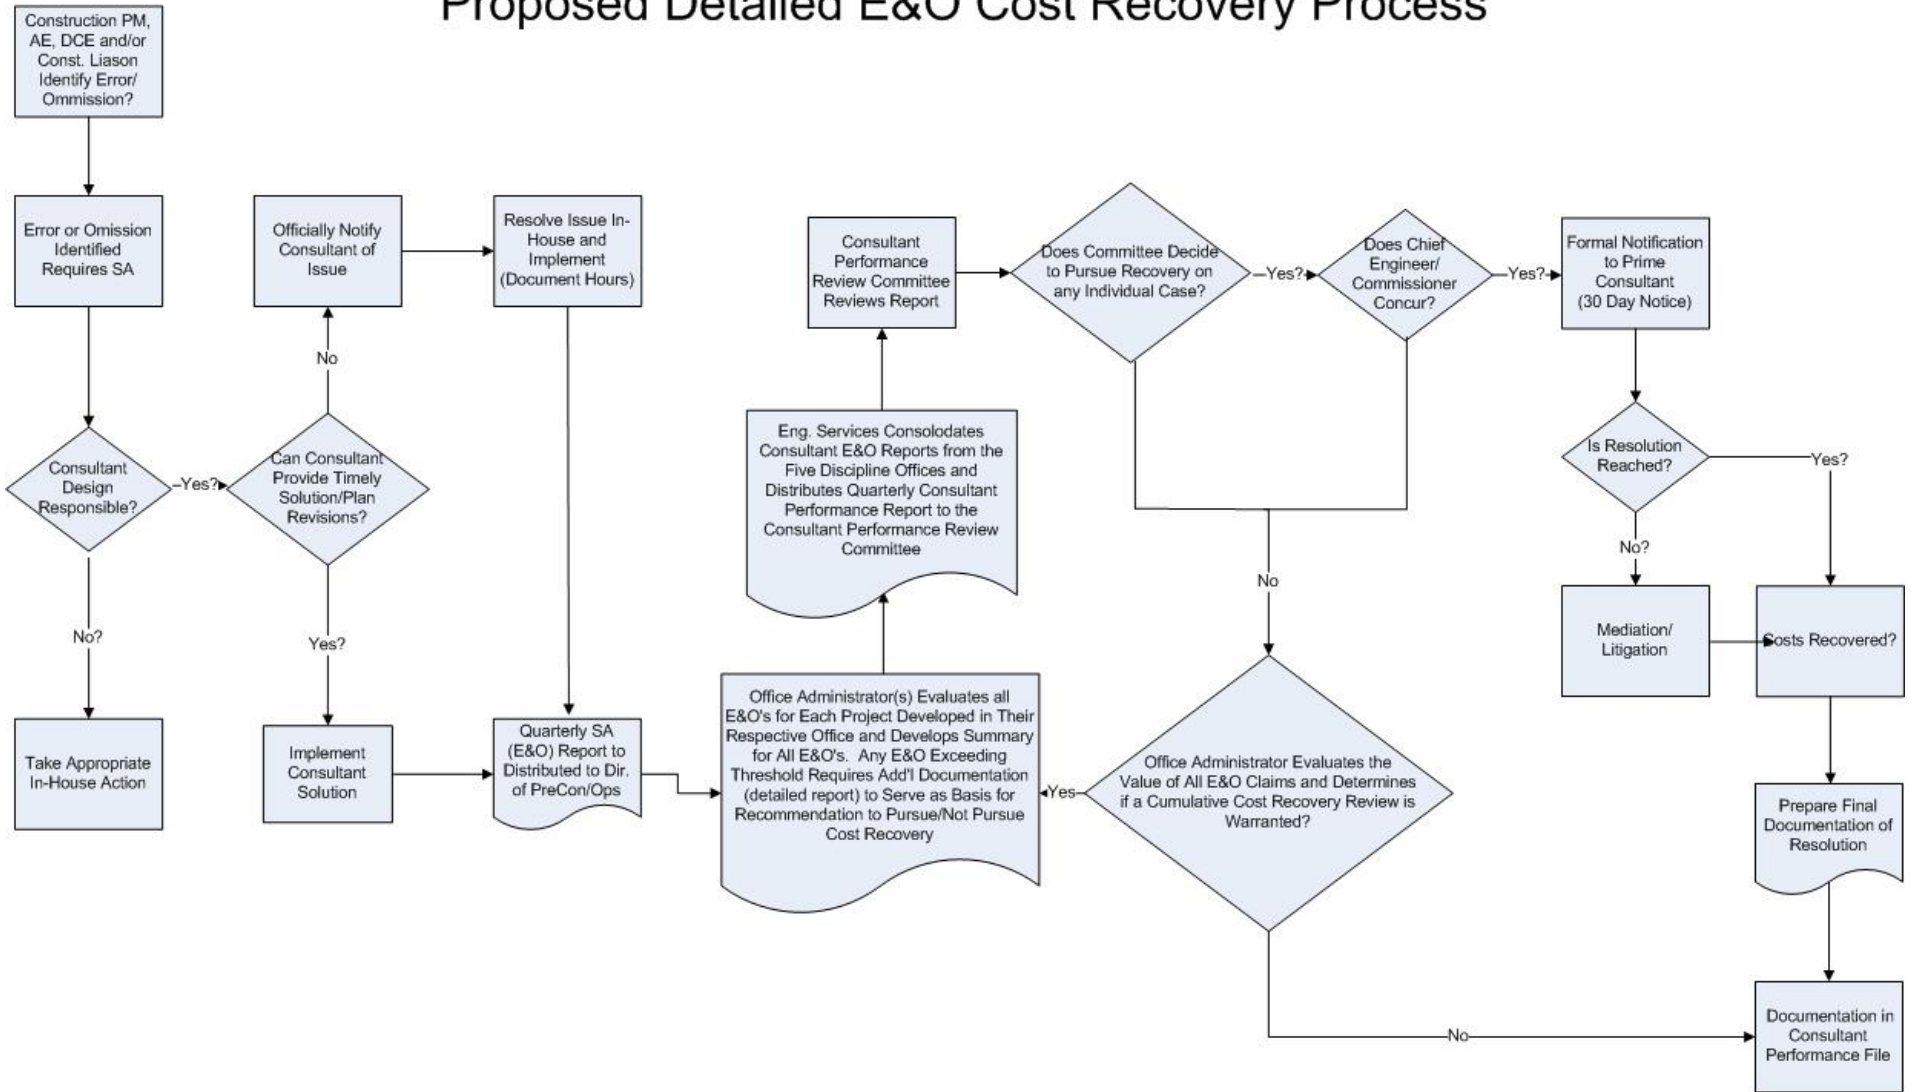 Proposed Detailed E&O Cost Recovery Process
Construction PM,
AE, DCE and/or
Const. Liason
Identify Error/
Ommission?
Error or Omission
Identified
Requires SA
Consultant
Design
Responsible?
Yes?
No?
Take Appropriate
In-House Action
Can Consultant
Provide Timely
Solution/Plan
Revisions?
No
Officially Notify
Consultant of
Issue
Resolve Issue In-
House and
Implement
(Document Hours)
Yes?
Implement
Consultant
Solution
Quarterly SA
(E&O) Report to
Distributed to Dir.
of PreCon/Ops
Office Administrator(s) Evaluates all
E&O's for Each Project Developed in Their
Respective Office and Develops Summary
for All E&O's. Any E&O Exceeding
Threshold Requires Add'l Documentation
(detailed report) to Serve as Basis for
Recommendation to Pursue/Not Pursue
Cost Recovery
Eng. Services Consolodates
Consultant E&O Reports from the
Five Discipline Offices and
Distributes Quarterly Consultant
Performance Report to the
Consultant Performance Review
Committee
Consultant
Performance
Review Committee
Reviews Report
Does Committee Decide
to Pursue Recovery on
any Individual Case?
Yes?
Does Chief
Engineer/
Commissioner
Concur?
Yes?
Formal Notification
to Prime
Consultant
(30 Day Notice)
No
Office Administrator Evaluates the
Value of All E&O Claims and Determines
if a Cumulative Cost Recovery Review is
Warranted?
Yes
No
Is Resolution
Reached?
Yes?
No?
Mediation/
Litigation
Costs Recovered?
Prepare Final
Documentation of
Resolution
Documentation in
Consultant
Performance File